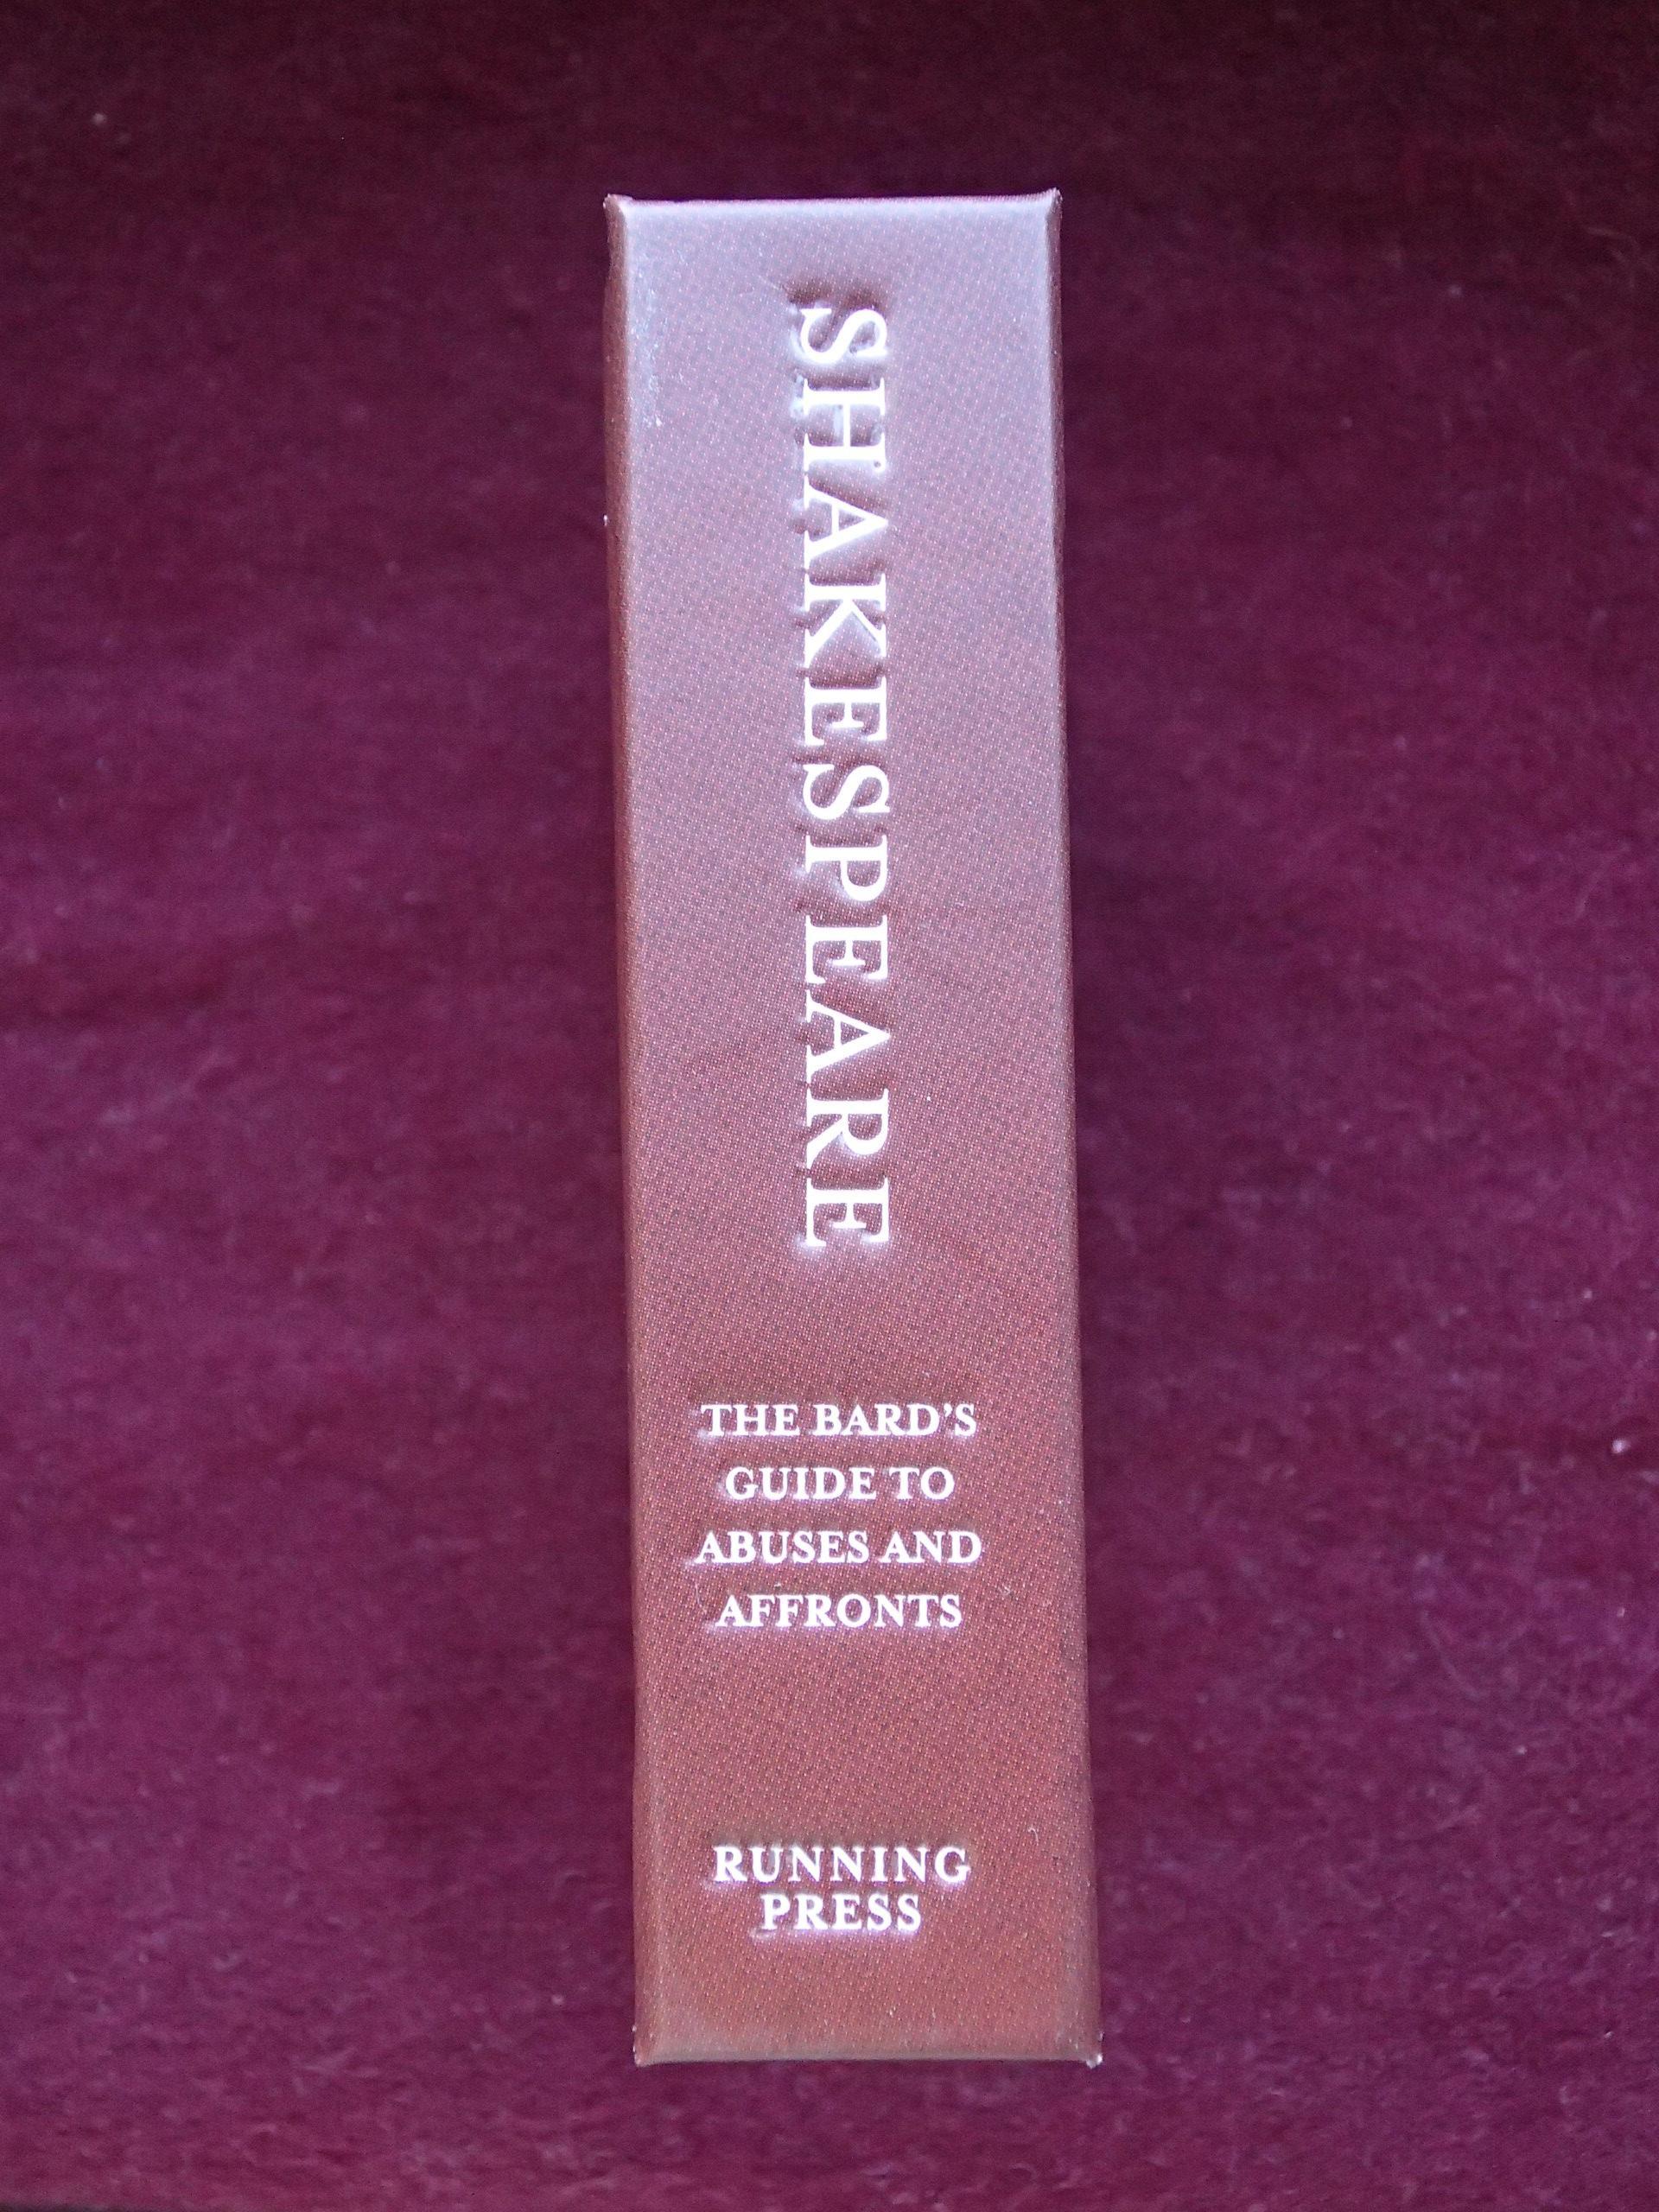 SHAKESPEARE
THE BARD'S
GUIDE TO
ABUSES AND
AFFRONTS
RUNNING
PRESS